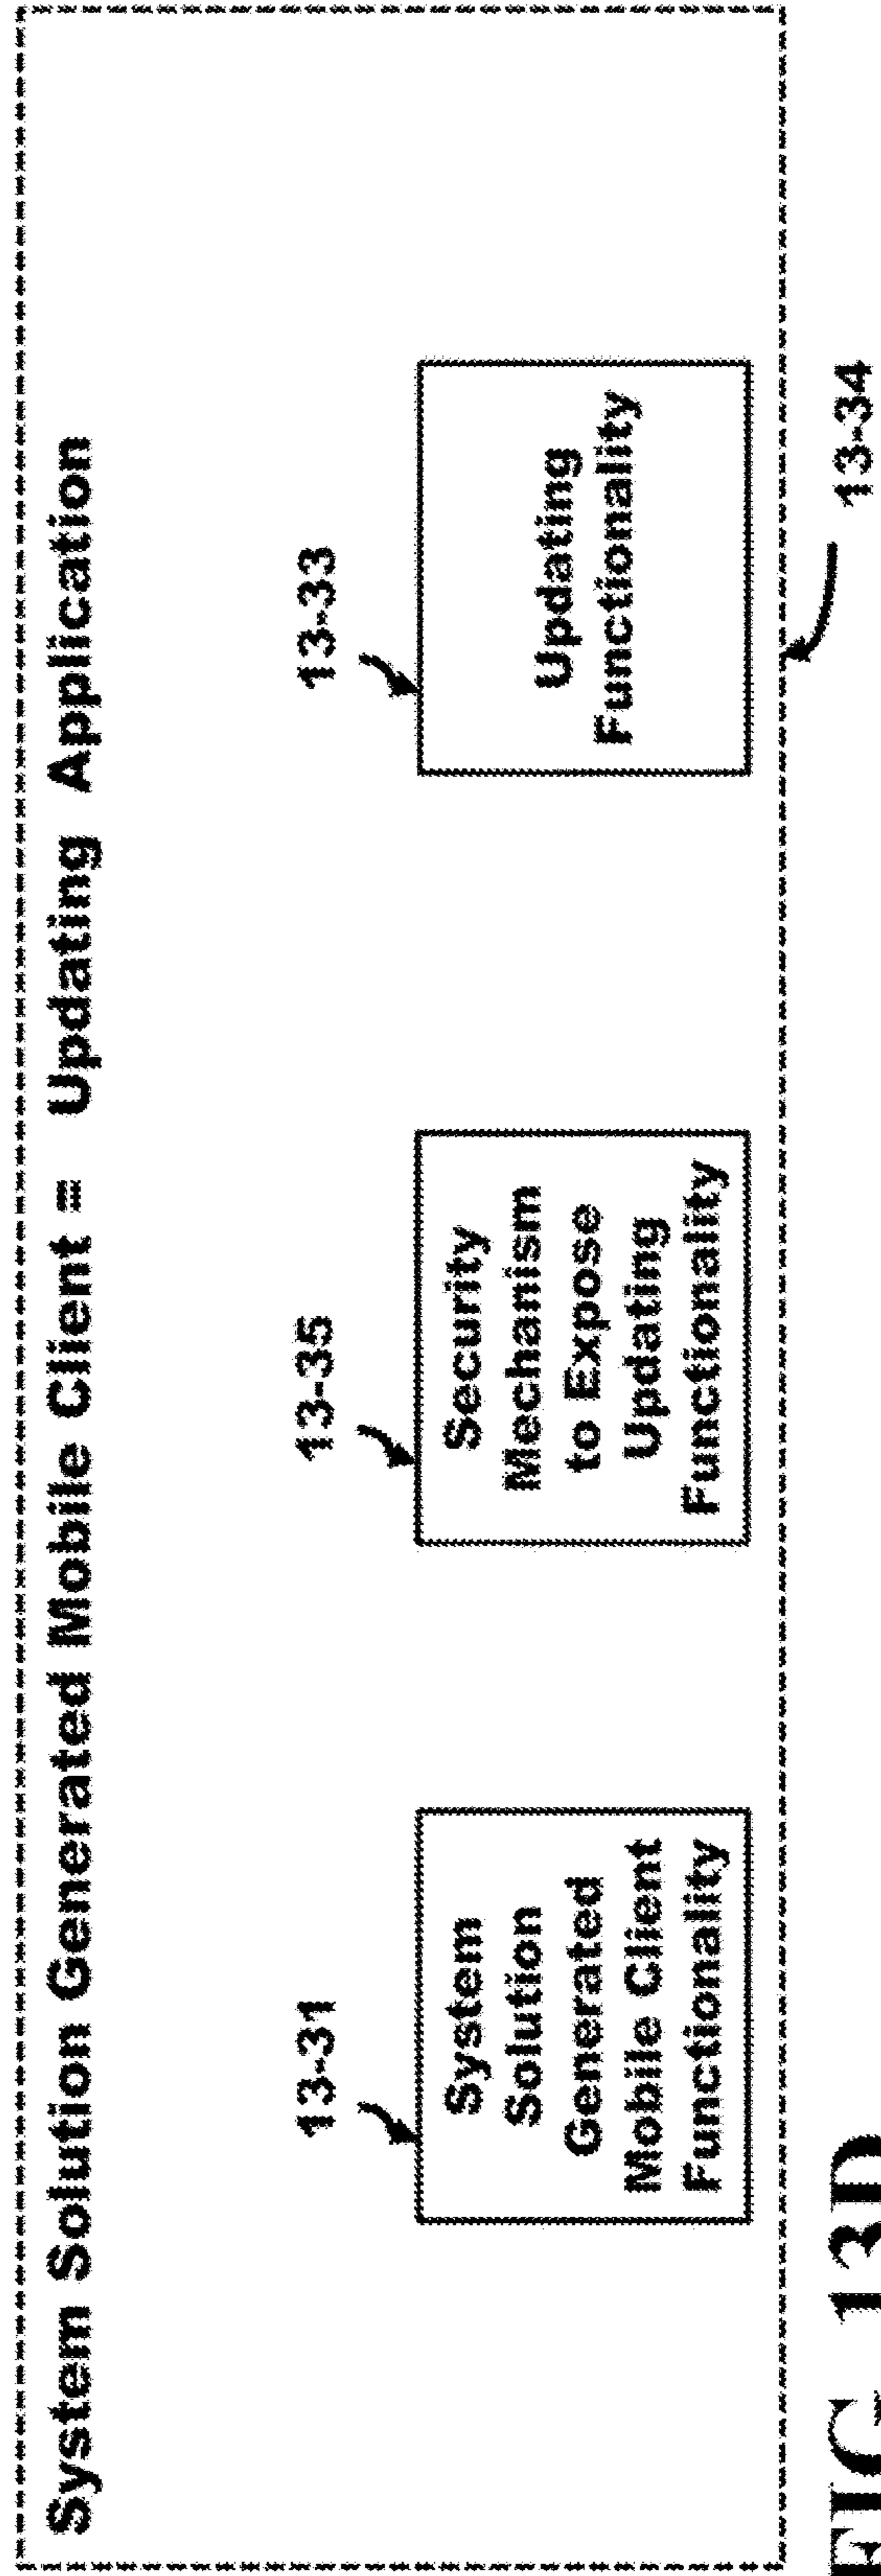 System Solution Generated Mobile Client = Updating Application
13-31
System
Solution
Generated
Mobile Client
Functionality
13-35
Security
Mechanism
to Expose
Updating
Functionality
13-33
Updating
Functionality
13-34
FIG 13D